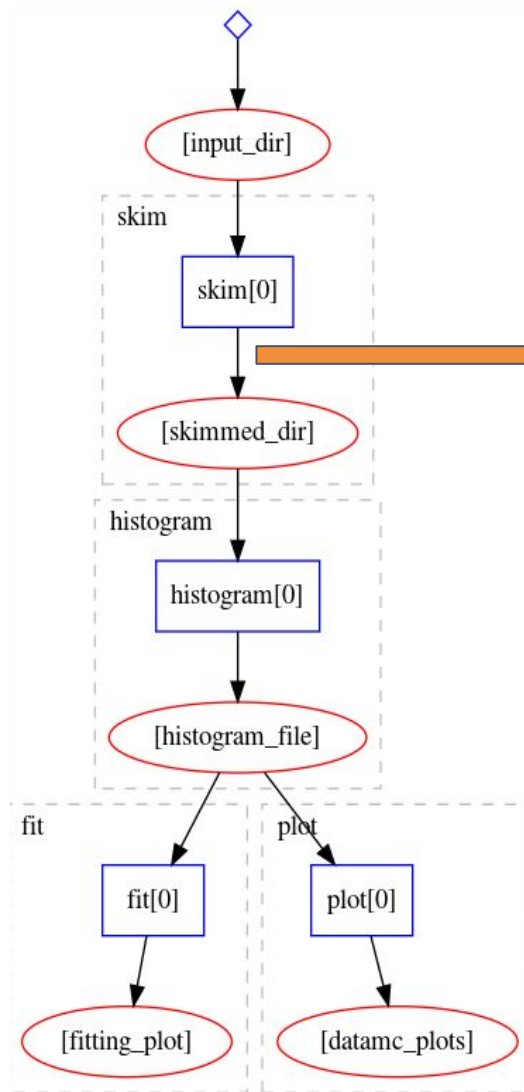 [input_dir]
skim
skim[0]
[skimmed_dir]
histogram
histogram[0]
[histogram_file]
fit
plot
fit[0]
plot[0]
[fitting_plot]
[datamc_plots]